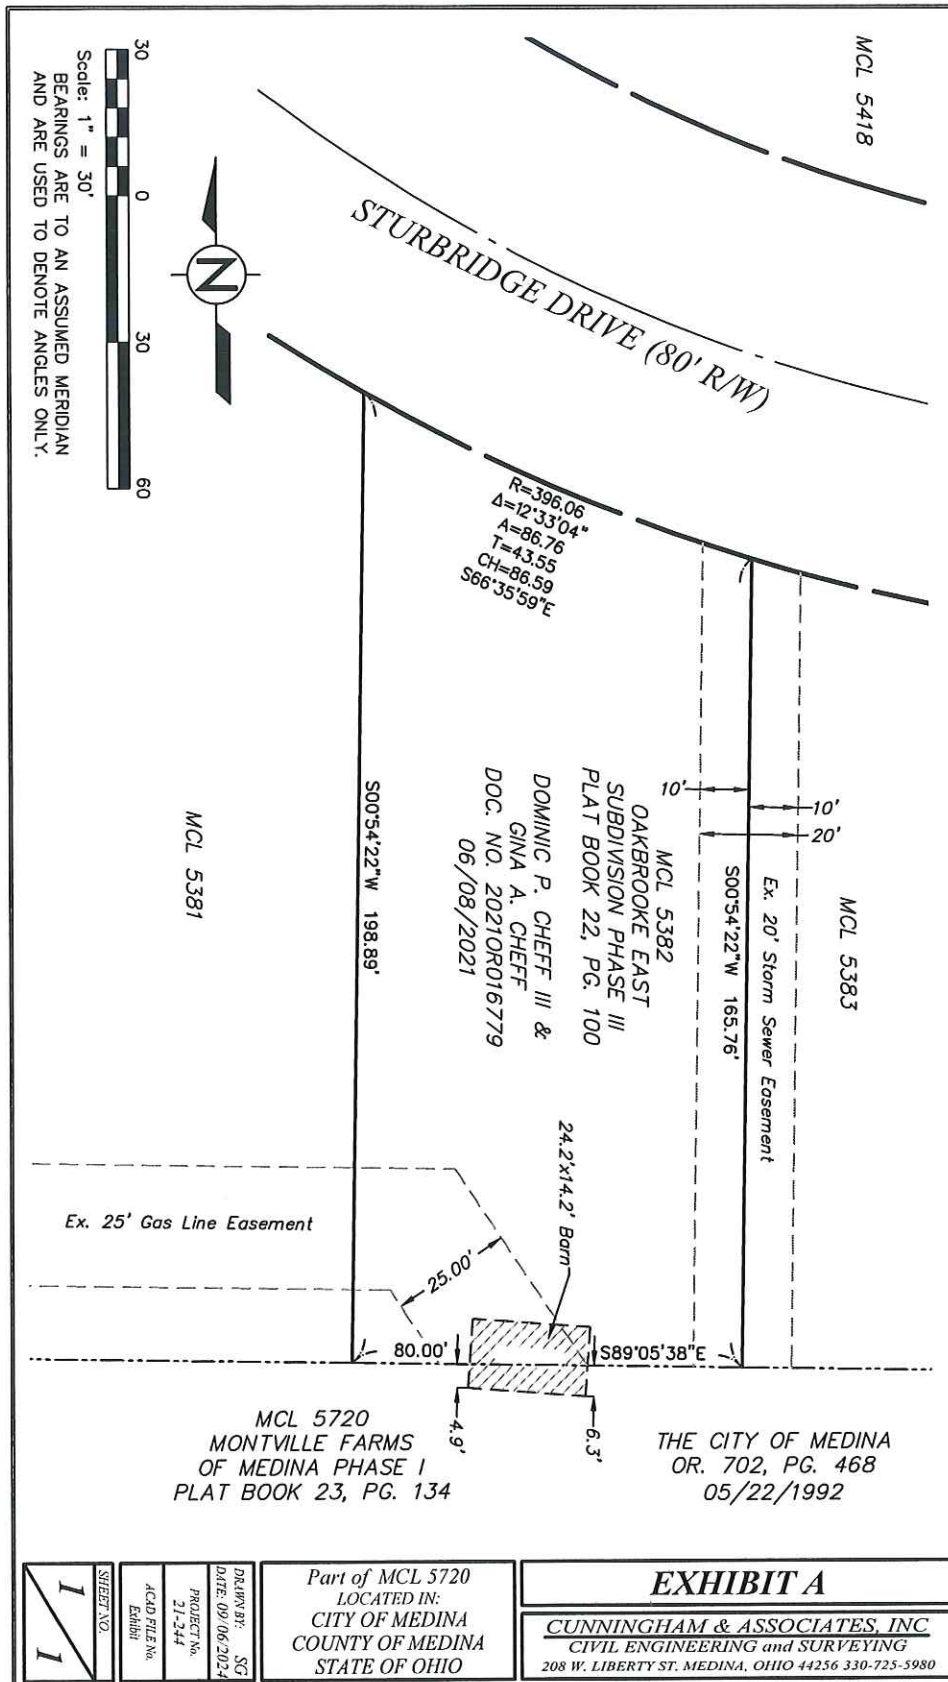 MCL 5418
STURBRIDGE DRIVE (80' R/W)
30
0
30
60
Scale: 1" = 30'
BEARINGS ARE TO AN ASSUMED MERIDIAN
AND ARE USED TO DENOTE ANGLES ONLY.
N
R=396.06
Δ=12°33'04"
A=86.76
T=43.55
CH=86.59
S66°35'59"E
10'
10'
20'
MCL 5383
Ex. 20' Storm Sewer Easement
S00°54'22"W 165.76'
MCL 5382
OAKBROOKE EAST
SUBDIVISION PHASE III
PLAT BOOK 22, PG. 100
DOMINIC P. CHEFF III &
GINA A. CHEFF
DOC. NO. 2021OR016779
06/08/2021
S00°54'22"W 198.89'
MCL 5381
24.2'x14.2' Barn
Ex. 25' Gas Line Easement
25.00'
80.00'
S89°05'38"E
4.9'
6.3'
MCL 5720
MONTVILLE FARMS
OF MEDINA PHASE I
PLAT BOOK 23, PG. 134
THE CITY OF MEDINA
OR. 702, PG. 468
05/22/1992
SHEET NO.
1
1
DRAWN BY: SG
DATE: 09/06/2024
PROJECT No.
21-244
ACAD FILE No.
Exhibit
Part of MCL 5720
LOCATED IN:
CITY OF MEDINA
COUNTY OF MEDINA
STATE OF OHIO
EXHIBIT A
CUNNINGHAM & ASSOCIATES, INC
CIVIL ENGINEERING and SURVEYING
208 W. LIBERTY ST. MEDINA, OHIO 44256 330-725-5980